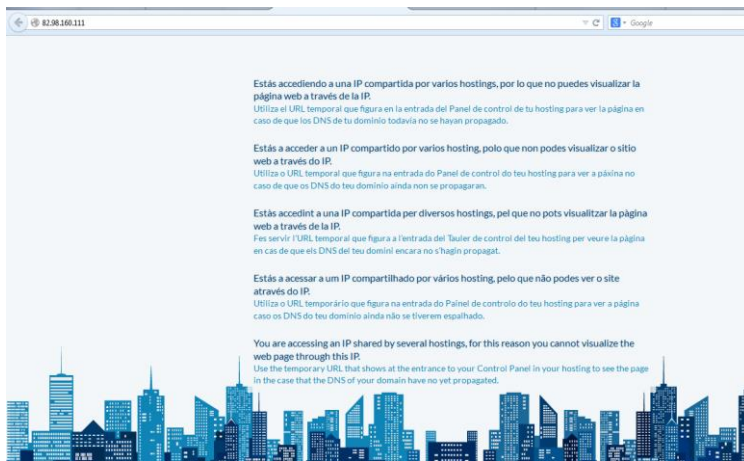 82.98.160.111
Google
Estás accediendo a una IP compartida por varios hostings, por lo que no puedes visualizar la
página web a través de la IP.
Utiliza el URL temporal que figura en la entrada del Panel de control de tu hosting para ver la página en
caso de que los DNS de tu dominio todavía no se hayan propagado.
Estás a acceder a un IP compartido por varios hosting, polo que non podes visualizar o sitio
web a través do IP.
Utiliza o URL temporal que figura na entrada do Panel de control do teu hosting para ver a páxina no
caso de que os DNS do teu dominio ainda non se propagaran.
Estàs accedint a una IP compartida per diversos hostings, pel que no pots visualitzar la pàgina
web a través de la IP.
Fes servir l'URL temporal que figura a l'entrada del Tauler de control del teu hosting per veure la pàgina
en cas de que els DNS del teu domini encara no s'hagin propagat.
Estás a acessar a um IP compartilhado por vários hosting, pelo que não podes ver o site
através do IP.
Utiliza o URL temporário que figura na entrada do Painel de controlo do teu hosting para ver a página
caso os DNS do teu dominio ainda não se tiverem espalhado.
You are accessing an IP shared by several hostings, for this reason you cannot visualize the
web page through this IP.
Use the temporary URL that shows at the entrance to your Control Panel in your hosting to see the page
in the case that the DNS of your domain have no yet propagated.